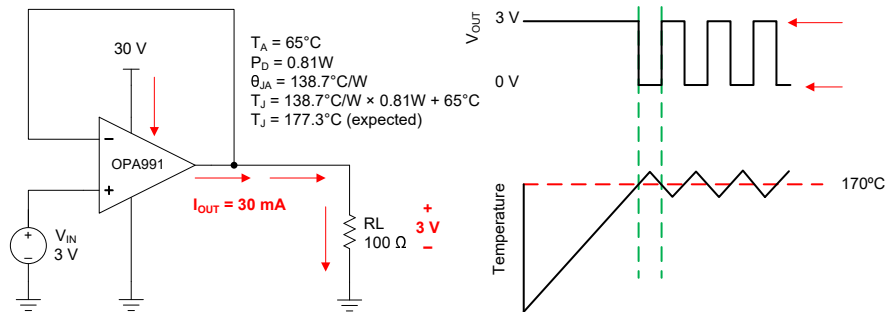 30 V
T_A = 65°C
P_D = 0.81W
θ_JA = 138.7°C/W
T_J = 138.7°C/W × 0.81W + 65°C
T_J = 177.3°C (expected)
−
OPA991
+
I_OUT = 30 mA
+
−
V_IN
3 V
RL
100 Ω
+
3 V
−
V_OUT
3 V
0 V
Temperature
170ºC